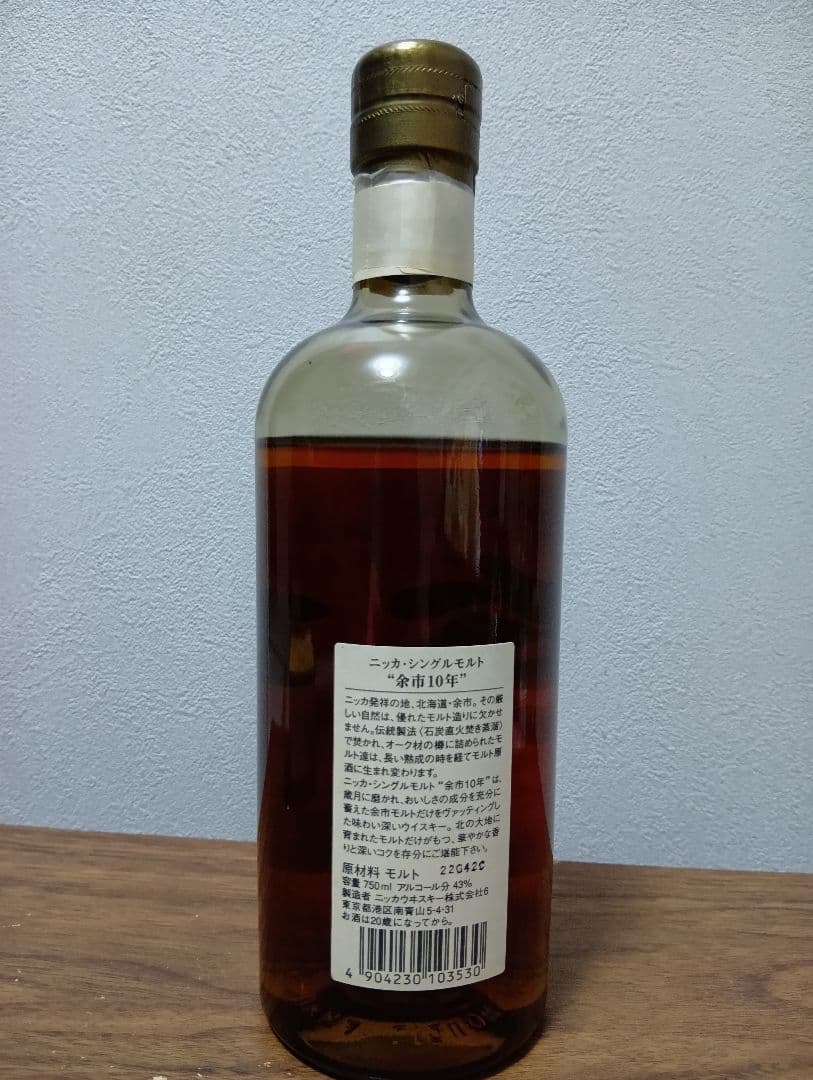 ニッカ・シングルモルト
“余市10年”
ニッカ発祥の地、北海道・余市。その厳
しい自然は、優れたモルト造りに欠かせ
ません。伝統製法(石炭直火焚き蒸溜)
で焚かれ、オーク材の樽に詰められたモ
ルト達は、長い熟成の時を経てモルト原
酒に生まれ変わります。
ニッカ・シングルモルト“余市10年”は、
歳月に磨かれ、おいしさの成分を充分に
蓄えた余市モルトだけをヴァッティングし
た味わい深いウイスキー。北の大地に
育まれたモルトだけがもつ、華やかな香
りと深いコクを存分にご堪能下さい。
原材料 モルト 22G42C
容量 750ml アルコール分 43%
製造者 ニッカウヰスキー株式会社6
東京都港区南青山5-4-31
お酒は20歳になってから。
4 904230 103530